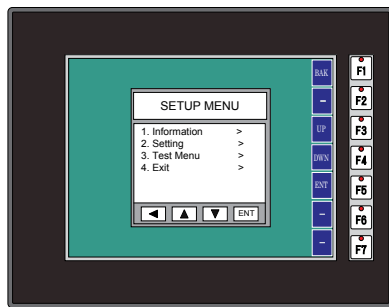 SETUP MENU
1. Information >
2. Setting >
3. Test Menu >
4. Exit >
ENT
BAK
–
UP
DWN
ENT
–
–
F1
F2
F3
F4
F5
F6
F7